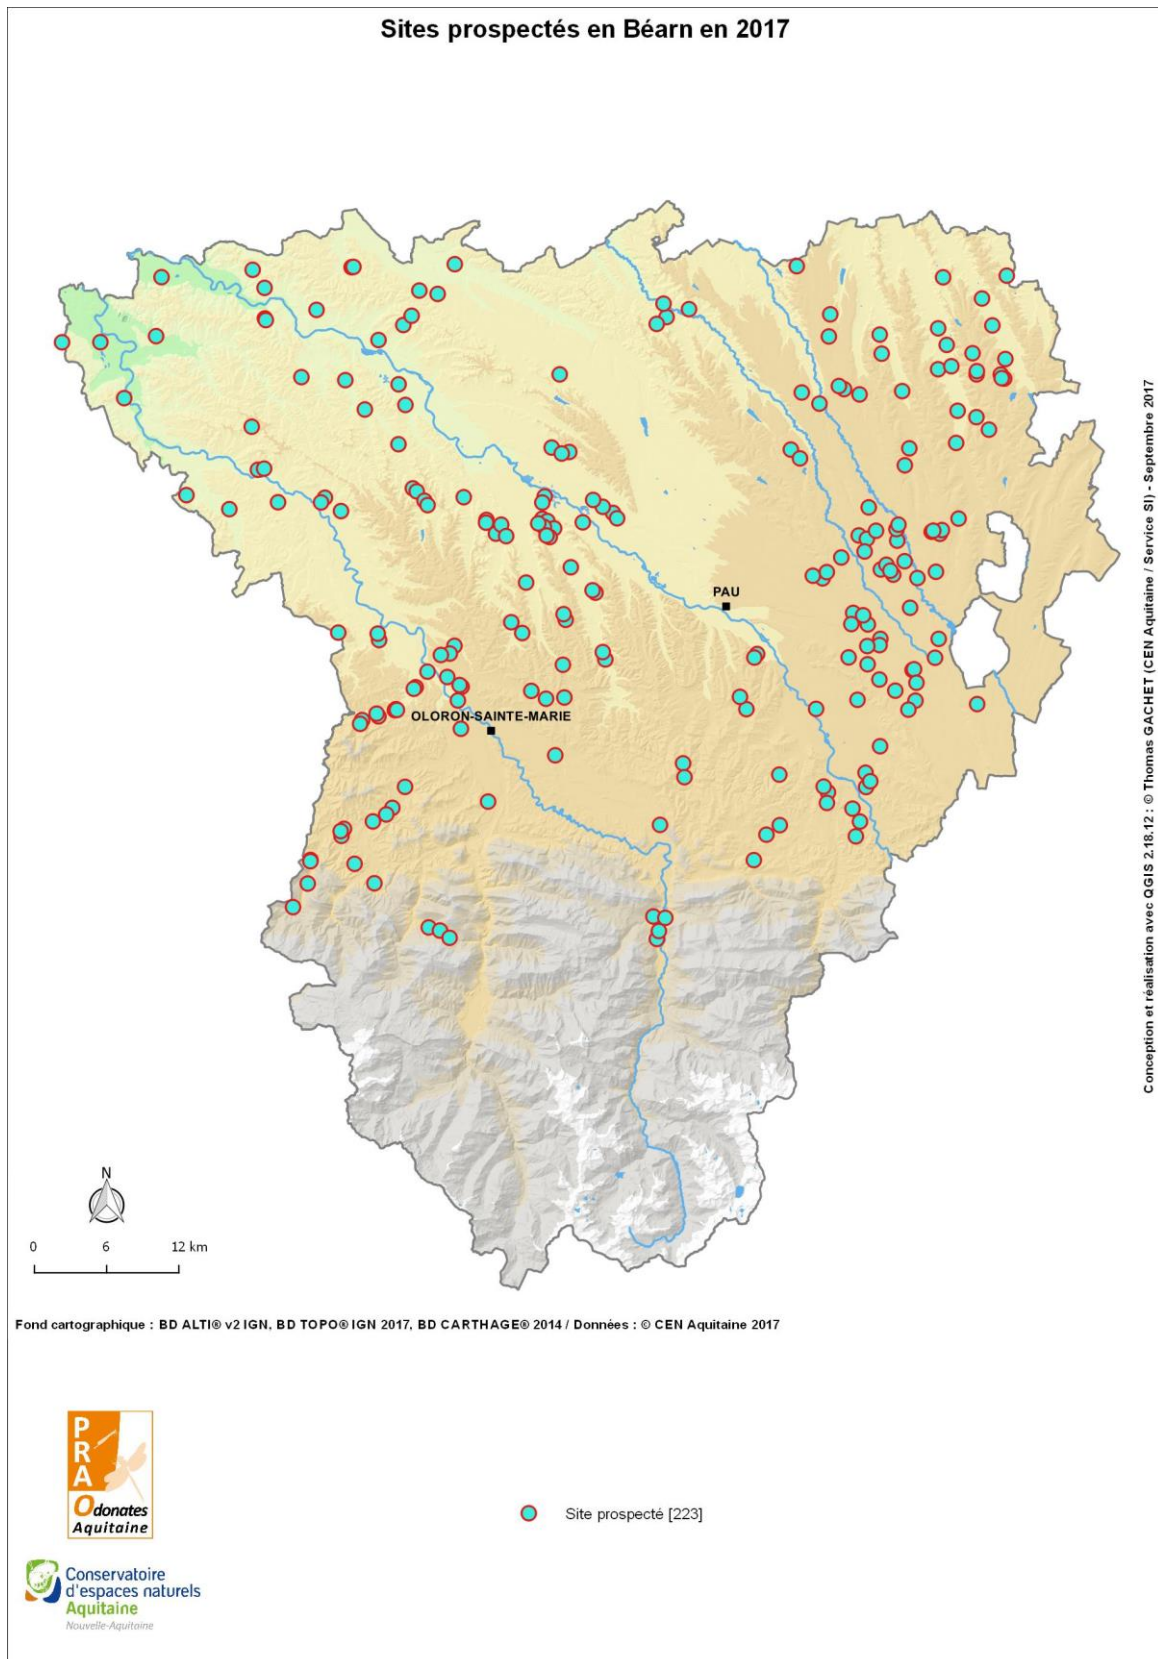 Sites prospectés en Béarn en 2017
PAU
OLORON-SAINTE-MARIE
Conception et réalisation avec QGIS 2.18.12 : © Thomas GACHET (CEN Aquitaine / Service SI) - Septembre 2017
N
0 6 12 km
Fond cartographique : BD ALTI® v2 IGN, BD TOPO® IGN 2017, BD CARTHAGE® 2014 / Données : © CEN Aquitaine 2017
PRA
Odonates
Aquitaine
Site prospecté [223]
Conservatoire
d'espaces naturels
Aquitaine
Nouvelle-Aquitaine